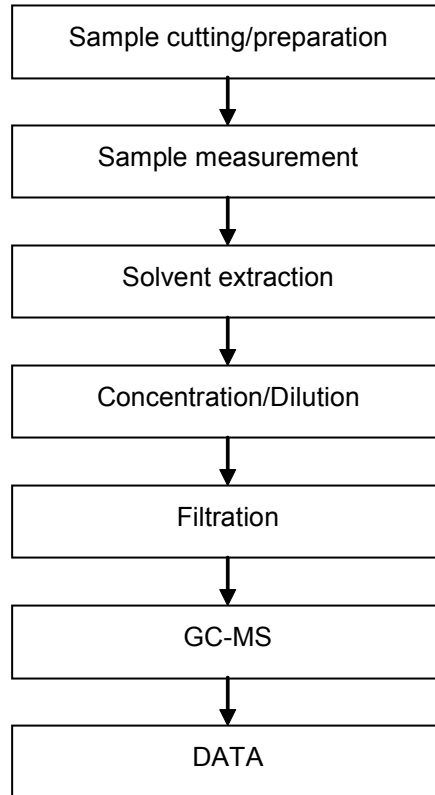 Sample cutting/preparation
Sample measurement
Solvent extraction
Concentration/Dilution
Filtration
GC-MS
DATA